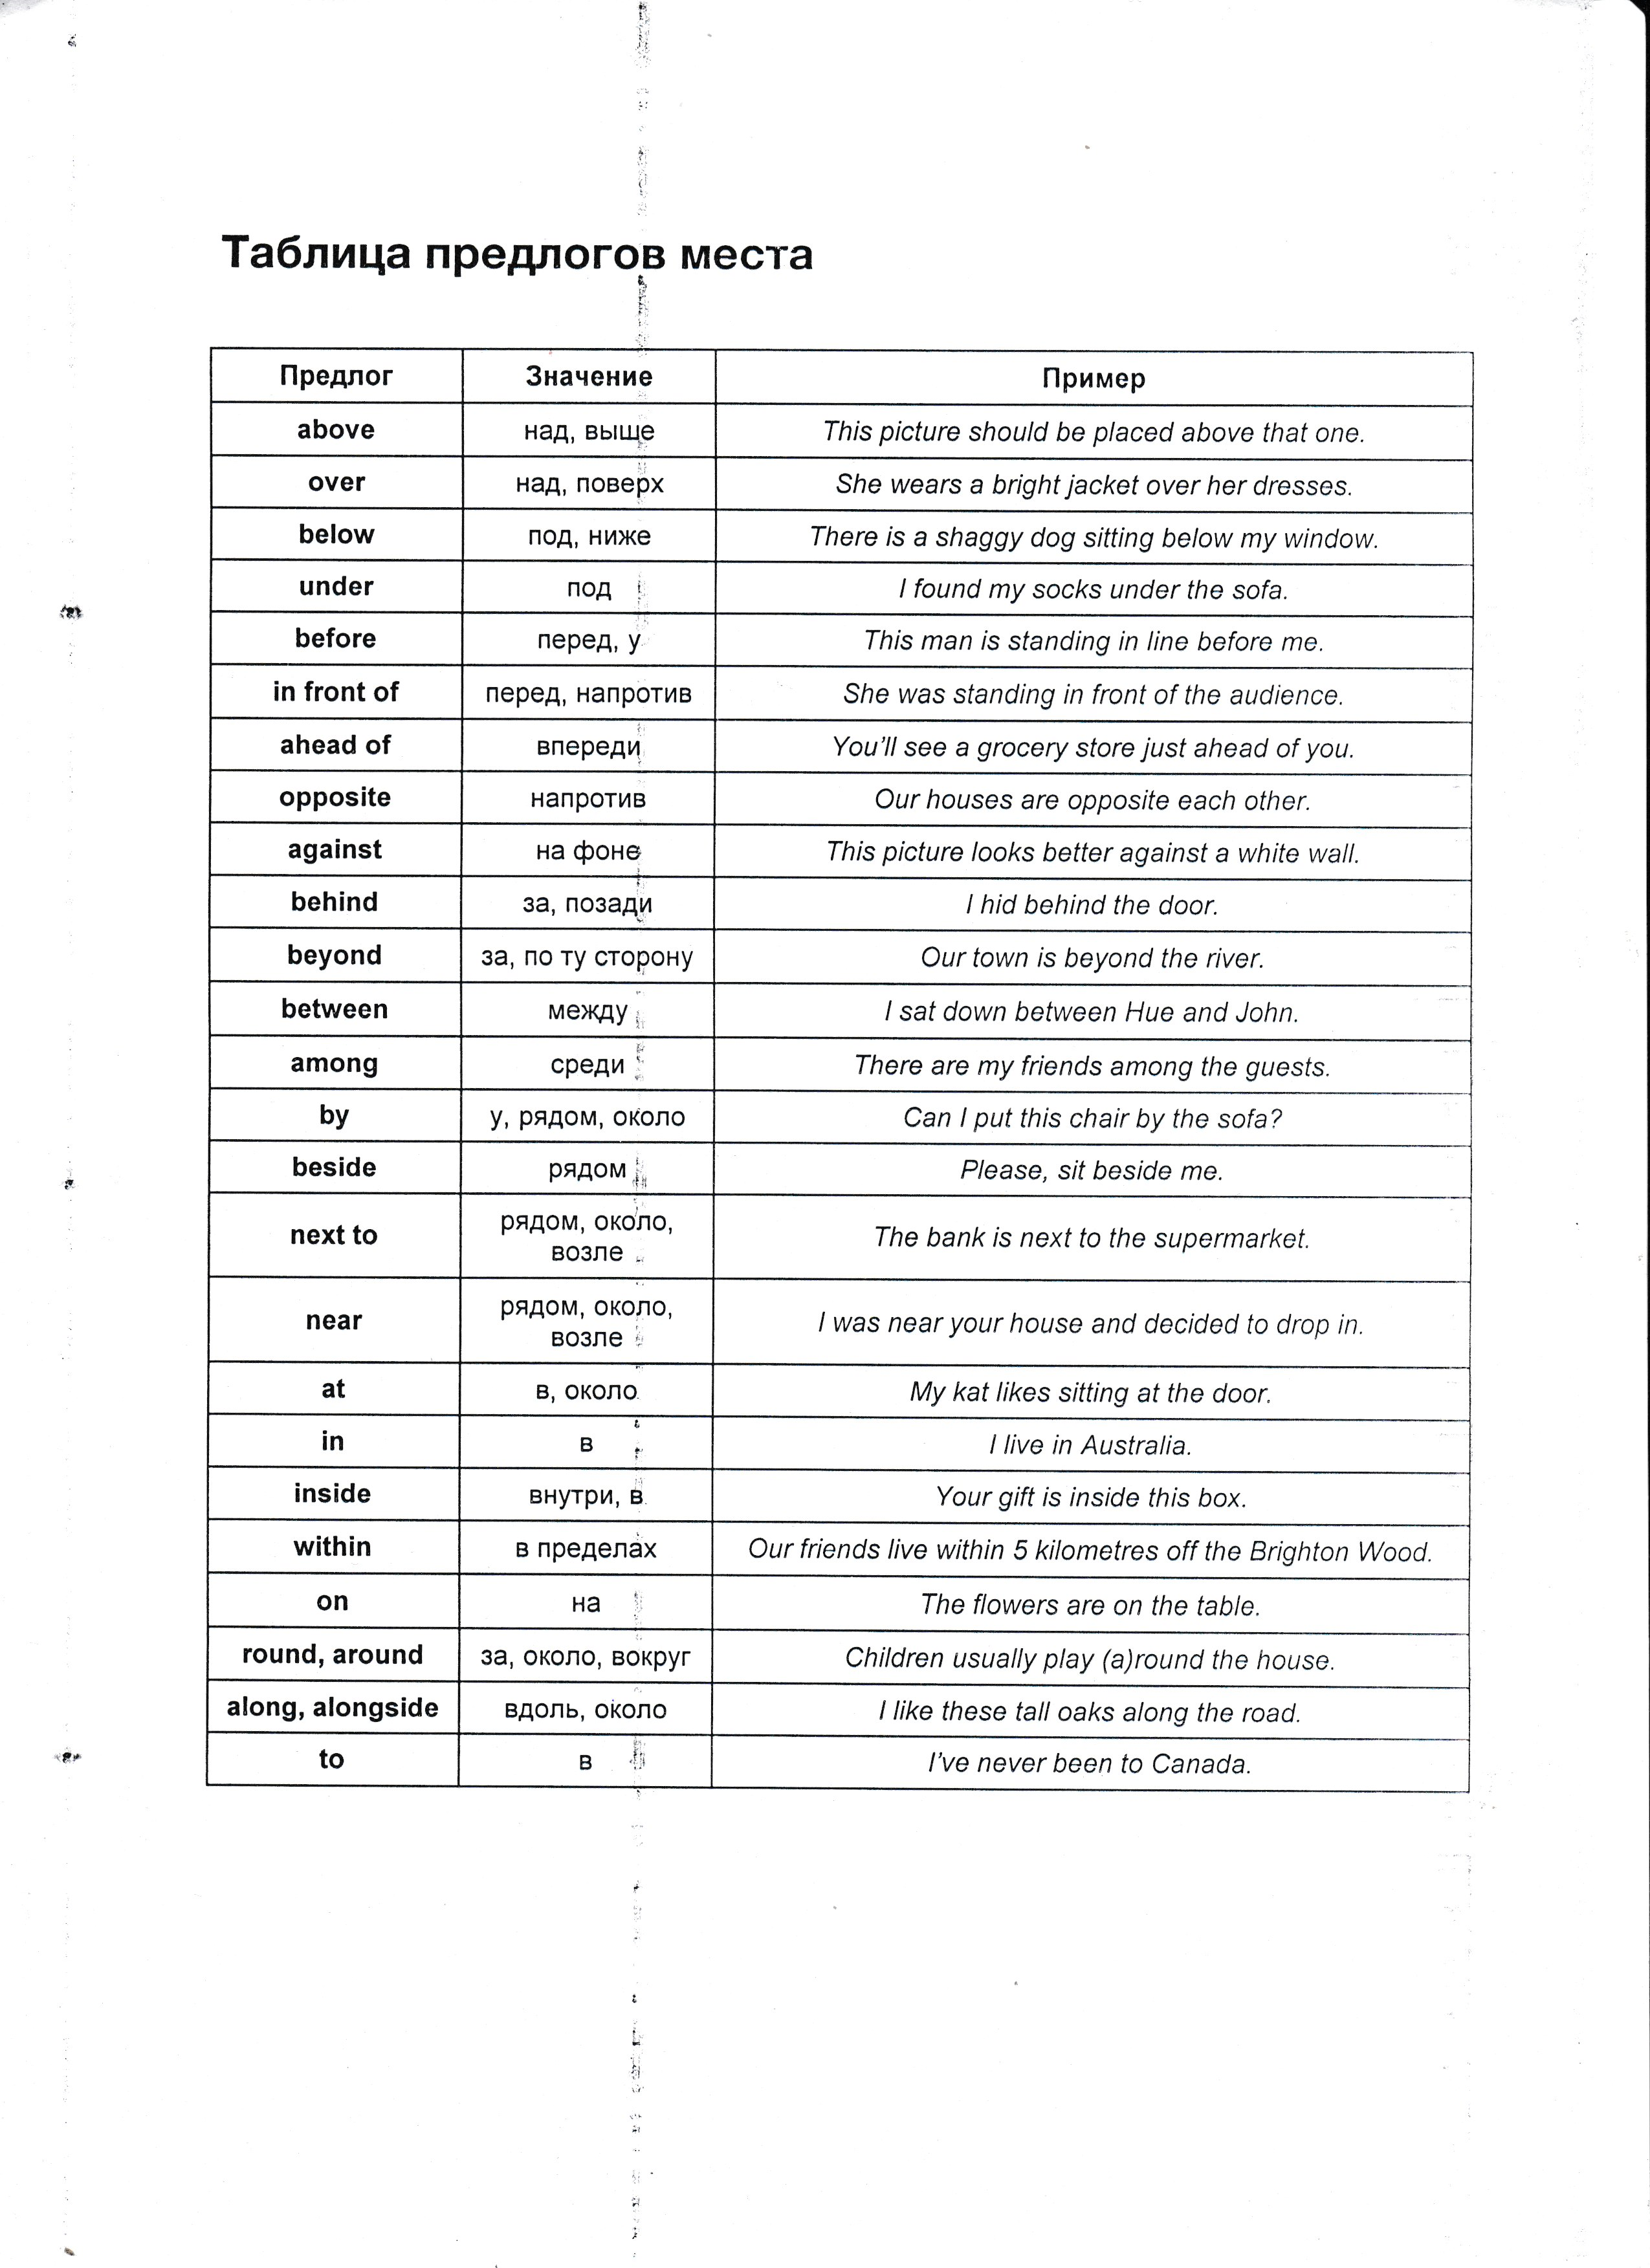 Таблица предлогов места
Предлог Значение Пример
above над, выще This picture should be placed above that one.
over над, поверх She wears a bright jacket over her dresses.
below под, ниже There is a shaggy dog sitting below my window.
under под I found my socks under the sofa.
before перед, у This man is standing in line before me.
in front of перед, напротив She was standing in front of the audience.
ahead of впереди You'll see a grocery store just ahead of you.
opposite напротив Our houses are opposite each other.
against на фоне This picture looks better against a white wall.
behind за, позади I hid behind the door.
beyond за, по ту сторону Our town is beyond the river.
between между I sat down between Hue and John.
among среди There are my friends among the guests.
by у, рядом, около Can I put this chair by the sofa?
beside рядом Please, sit beside me.
next to рядом, около, The bank is next to the supermarket.
возле
near рядом, около, I was near your house and decided to drop in.
возле
at в, около My kat likes sitting at the door.
in в I live in Australia.
inside внутри, в Your gift is inside this box.
within в пределах Our friends live within 5 kilometres off the Brighton Wood.
on на The flowers are on the table.
round, around за, около, вокруг Children usually play (a)round the house.
along, alongside вдоль, около I like these tall oaks along the road.
to в I've never been to Canada.